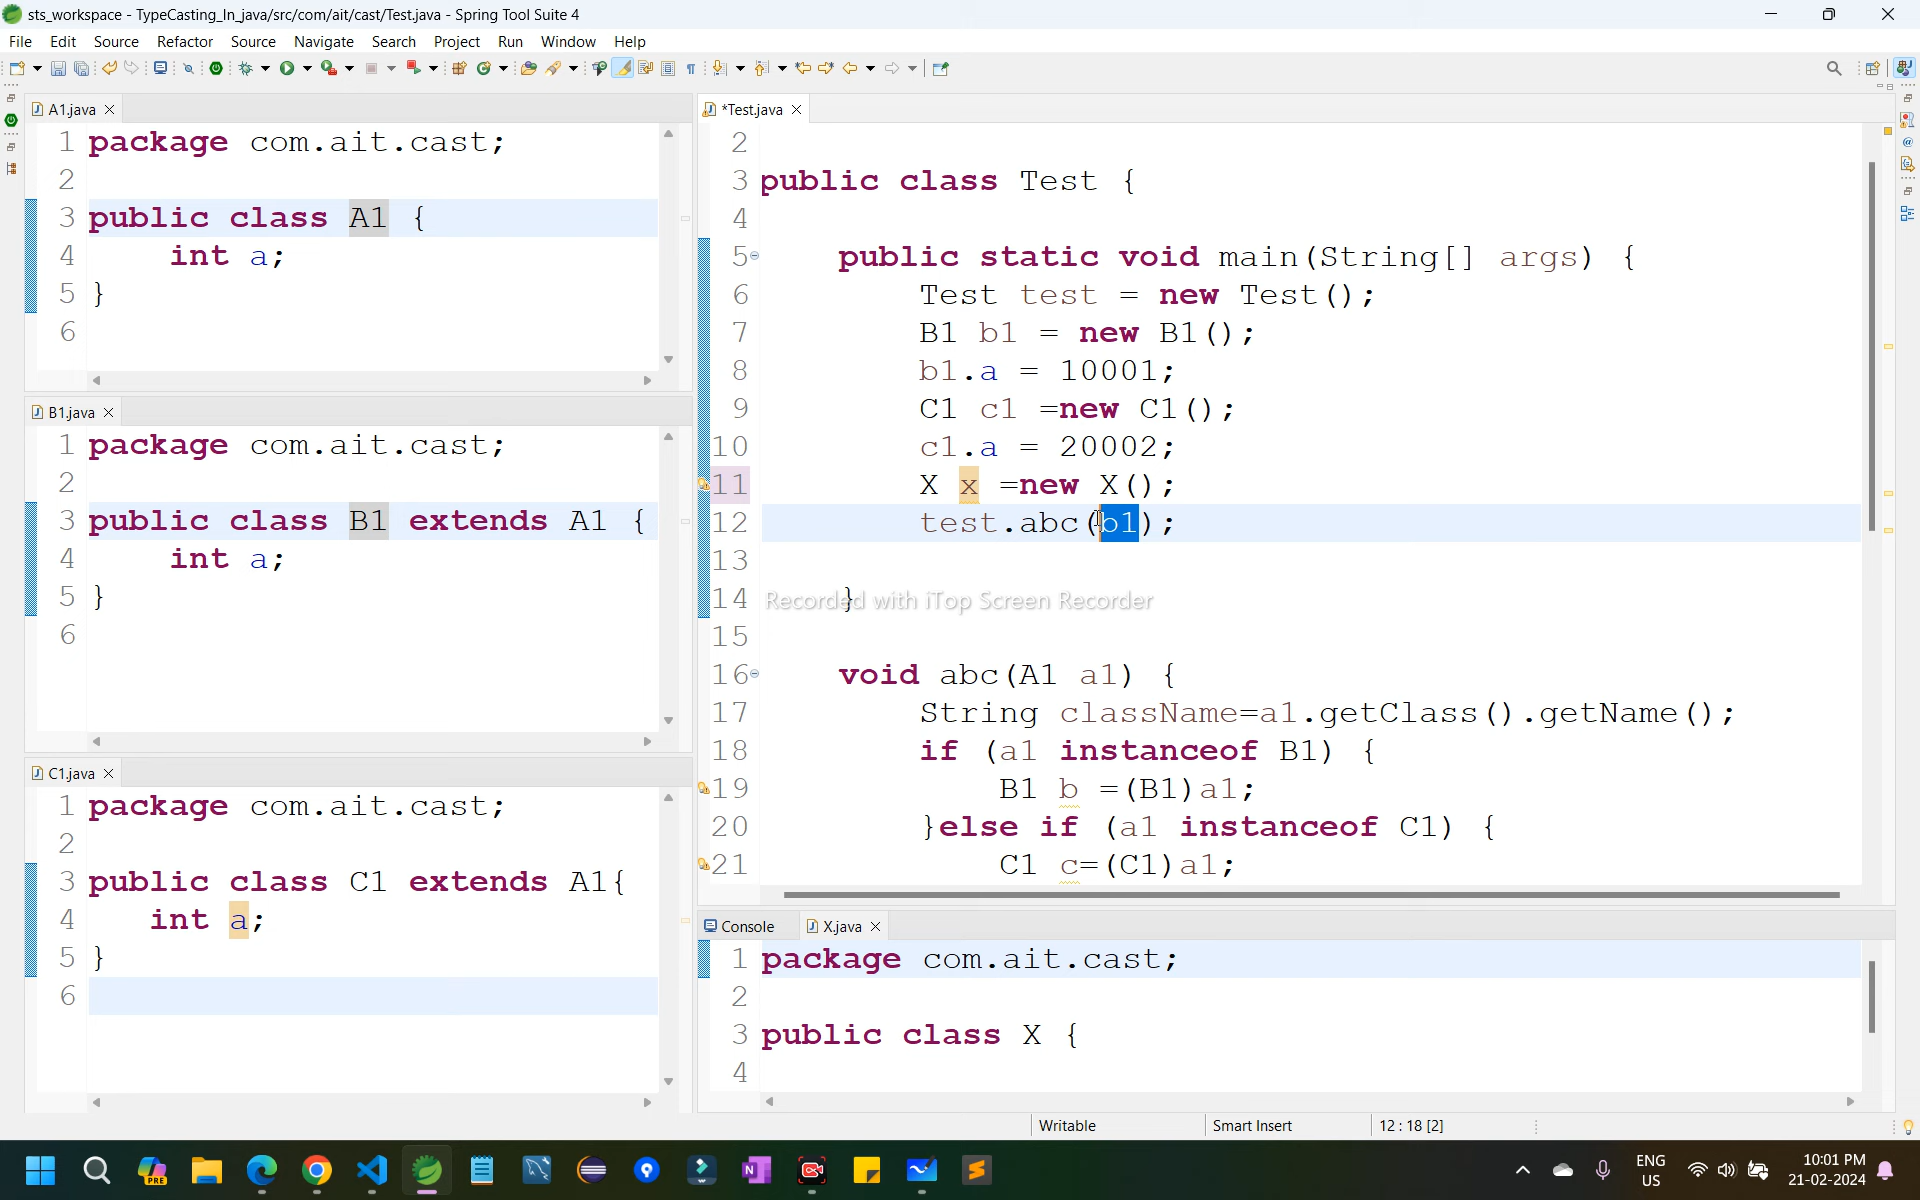 sts_workspace - TypeCasting_In_java/src/com/ait/cast/Test.java - Spring Tool Suite 4
File Edit Source Refactor Source Navigate Search Project Run Window Help
A1.java
1 package com.ait.cast;
2
3 public class A1 {
4 int a;
5 }
6
B1.java
1 package com.ait.cast;
2
3 public class B1 extends A1 {
4 int a;
5 }
6
C1.java
1 package com.ait.cast;
2
3 public class C1 extends A1{
4 int a;
5 }
6
*Test.java
2
3 public class Test {
4
5 public static void main(String[] args) {
6 Test test = new Test();
7 B1 b1 = new B1();
8 b1.a = 10001;
9 C1 c1 =new C1();
10 c1.a = 20002;
11 X x =new X();
12 test.abc(b1);
13
14 }
Recorded with iTop Screen Recorder
15
16 void abc(A1 a1) {
17 String className=a1.getClass().getName();
18 if (a1 instanceof B1) {
19 B1 b =(B1)a1;
20 }else if (a1 instanceof C1) {
21 C1 c=(C1)a1;
Console X.java
1 package com.ait.cast;
2
3 public class X {
4
Writable Smart Insert 12 : 18 [2]
PRE
ENG
US
10:01 PM
21-02-2024